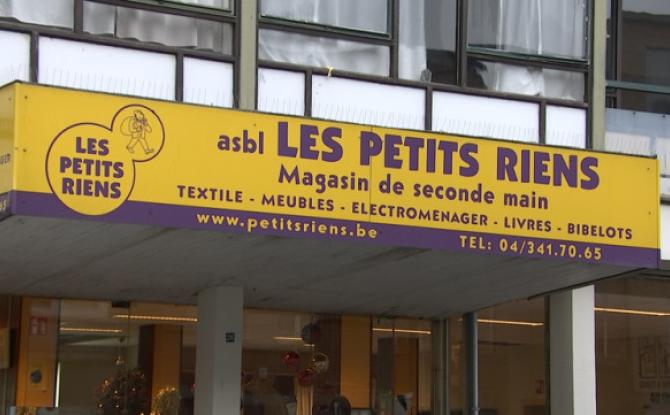 LES
PETITS
RIENS
asbl LES PETITS RIENS
Magasin de seconde main
TEXTILE - MEUBLES - ELECTROMENAGER - LIVRES - BIBELOTS
www.petitsriens.be
TEL: 04/341.70.65